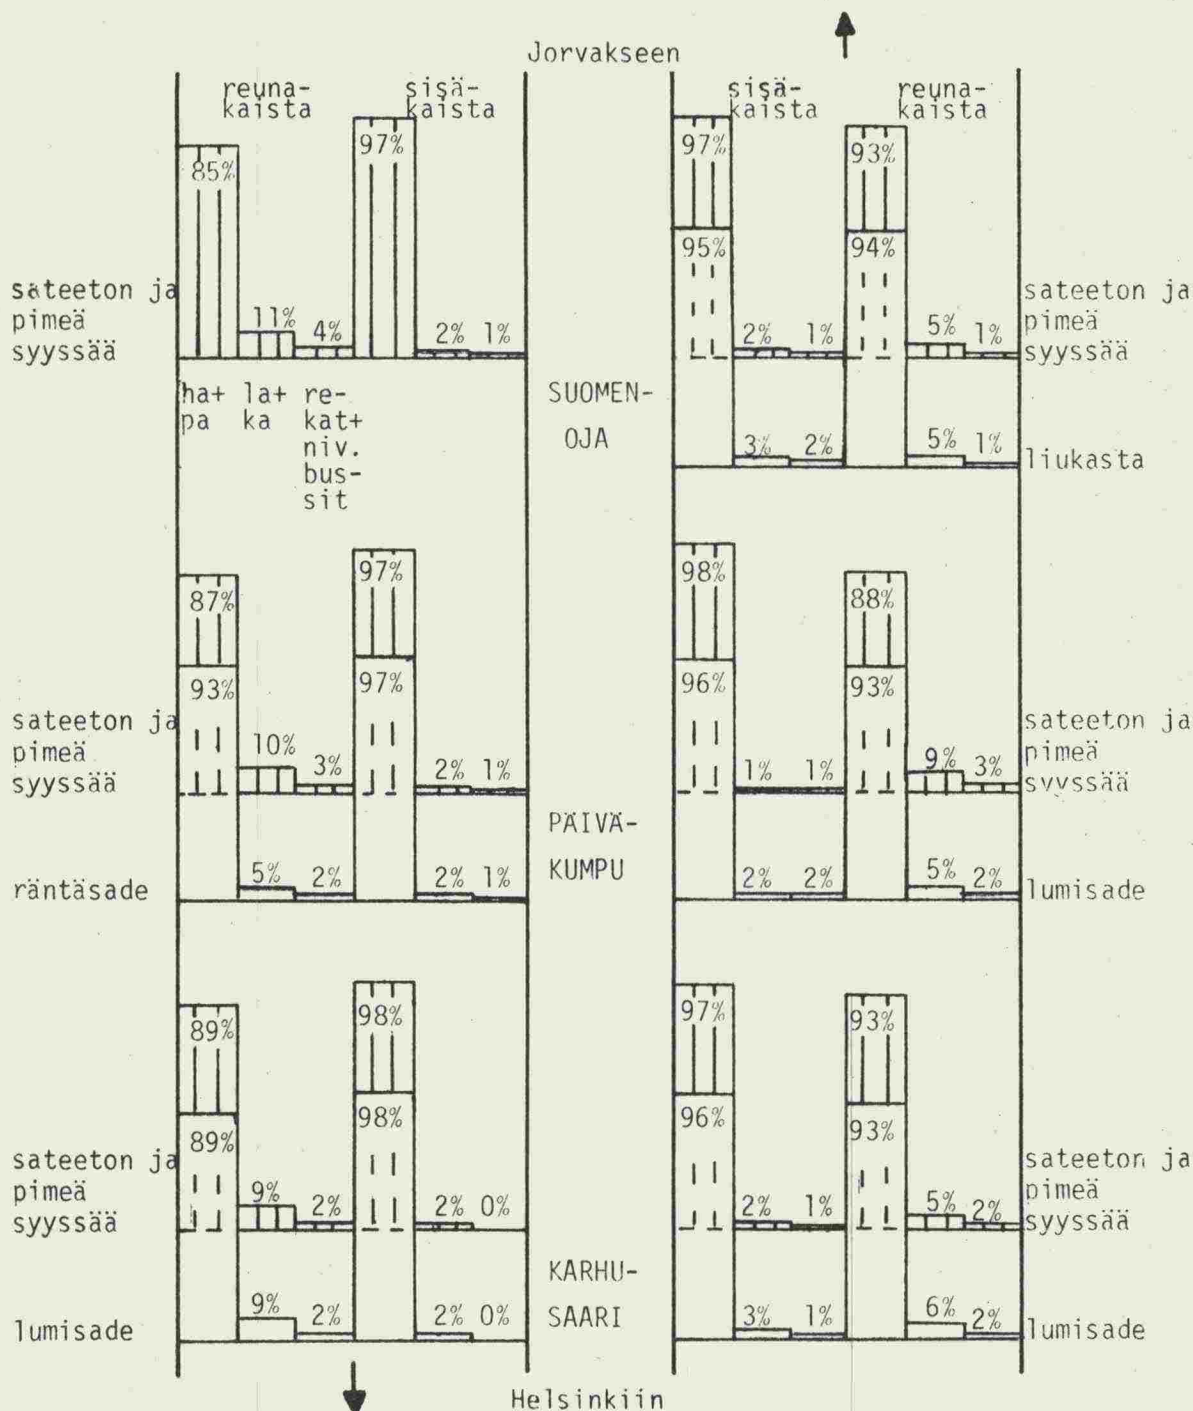 Jorvakseen
reuna- sisä- sisä- reuna-
kaista kaista kaista kaista
97% 97% 93%
85%
95% 94%
sateeton ja sateeton ja
pimeä 11% 4% 2% 1% 2% 1% 5% 1% pimeä
syyssää syyssää
ha+ la+ re- SUOMEN-
pa ka kat+ OJA
niv. 3% 2% 5% 1% liukasta
bus-
sit
97% 98%
87% 88%
93% 97% 96% 93%
sateeton ja sateeton ja
pimeä 10% 3% 2% 1% 1% 1% 9% 3% pimeä
syyssää syyssää
PÄIVÄ-
räntäsade 5% 2% 2% 1% KUMPU 2% 2% 5% 2% lumisade
89% 98% 97% 93%
89% 98% 96% 93%
sateeton ja sateeton ja
pimeä 9% 2% 2% 0% 2% 1% 5% 2% pimeä
syyssää syyssää
KARHU-
lumisade 9% 2% 2% 0% SAARI 3% 1% 6% 2% lumisade
Helsinkiin